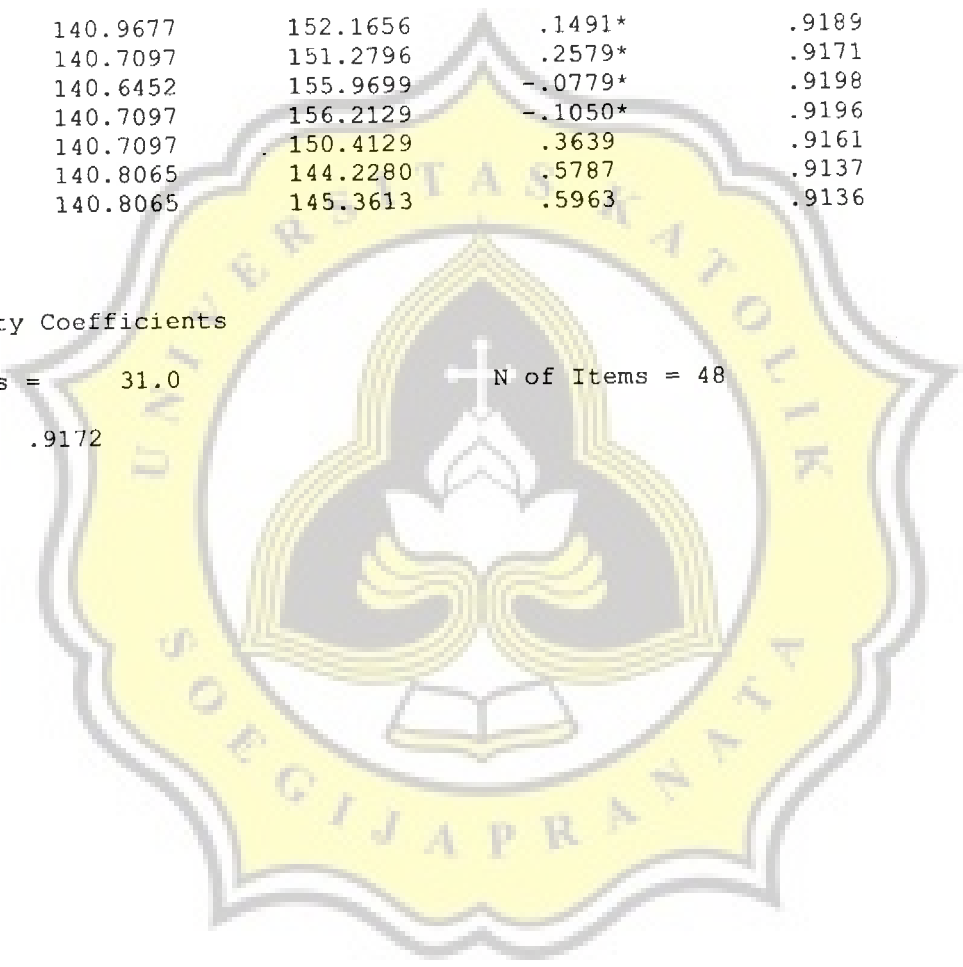 140.9677 152.1656 .1491* .9189
140.7097 151.2796 .2579* .9171
140.6452 155.9699 -.0779* .9198
140.7097 156.2129 -.1050* .9196
140.7097 150.4129 .3639 .9161
140.8065 144.2280 .5787 .9137
140.8065 145.3613 .5963 .9136
ty Coefficients
s = 31.0 N of Items = 48
.9172
UNIVERSITAS KATOLIK
SOEGIJAPRANATA